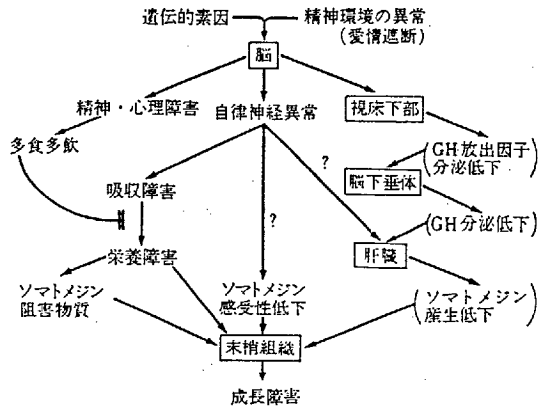 遺伝的素因
精神環境の異常
(愛情遮断)
脳
精神・心理障害
自律神経異常
視床下部
多食多飲
(GH放出因子
分泌低下)
?
吸収障害
脳下垂体
?
(GH分泌低下)
栄養障害
肝臓
ソマトメジン
阻害物質
ソマトメジン
感受性低下
(ソマトメジン
産生低下)
末梢組織
成長障害